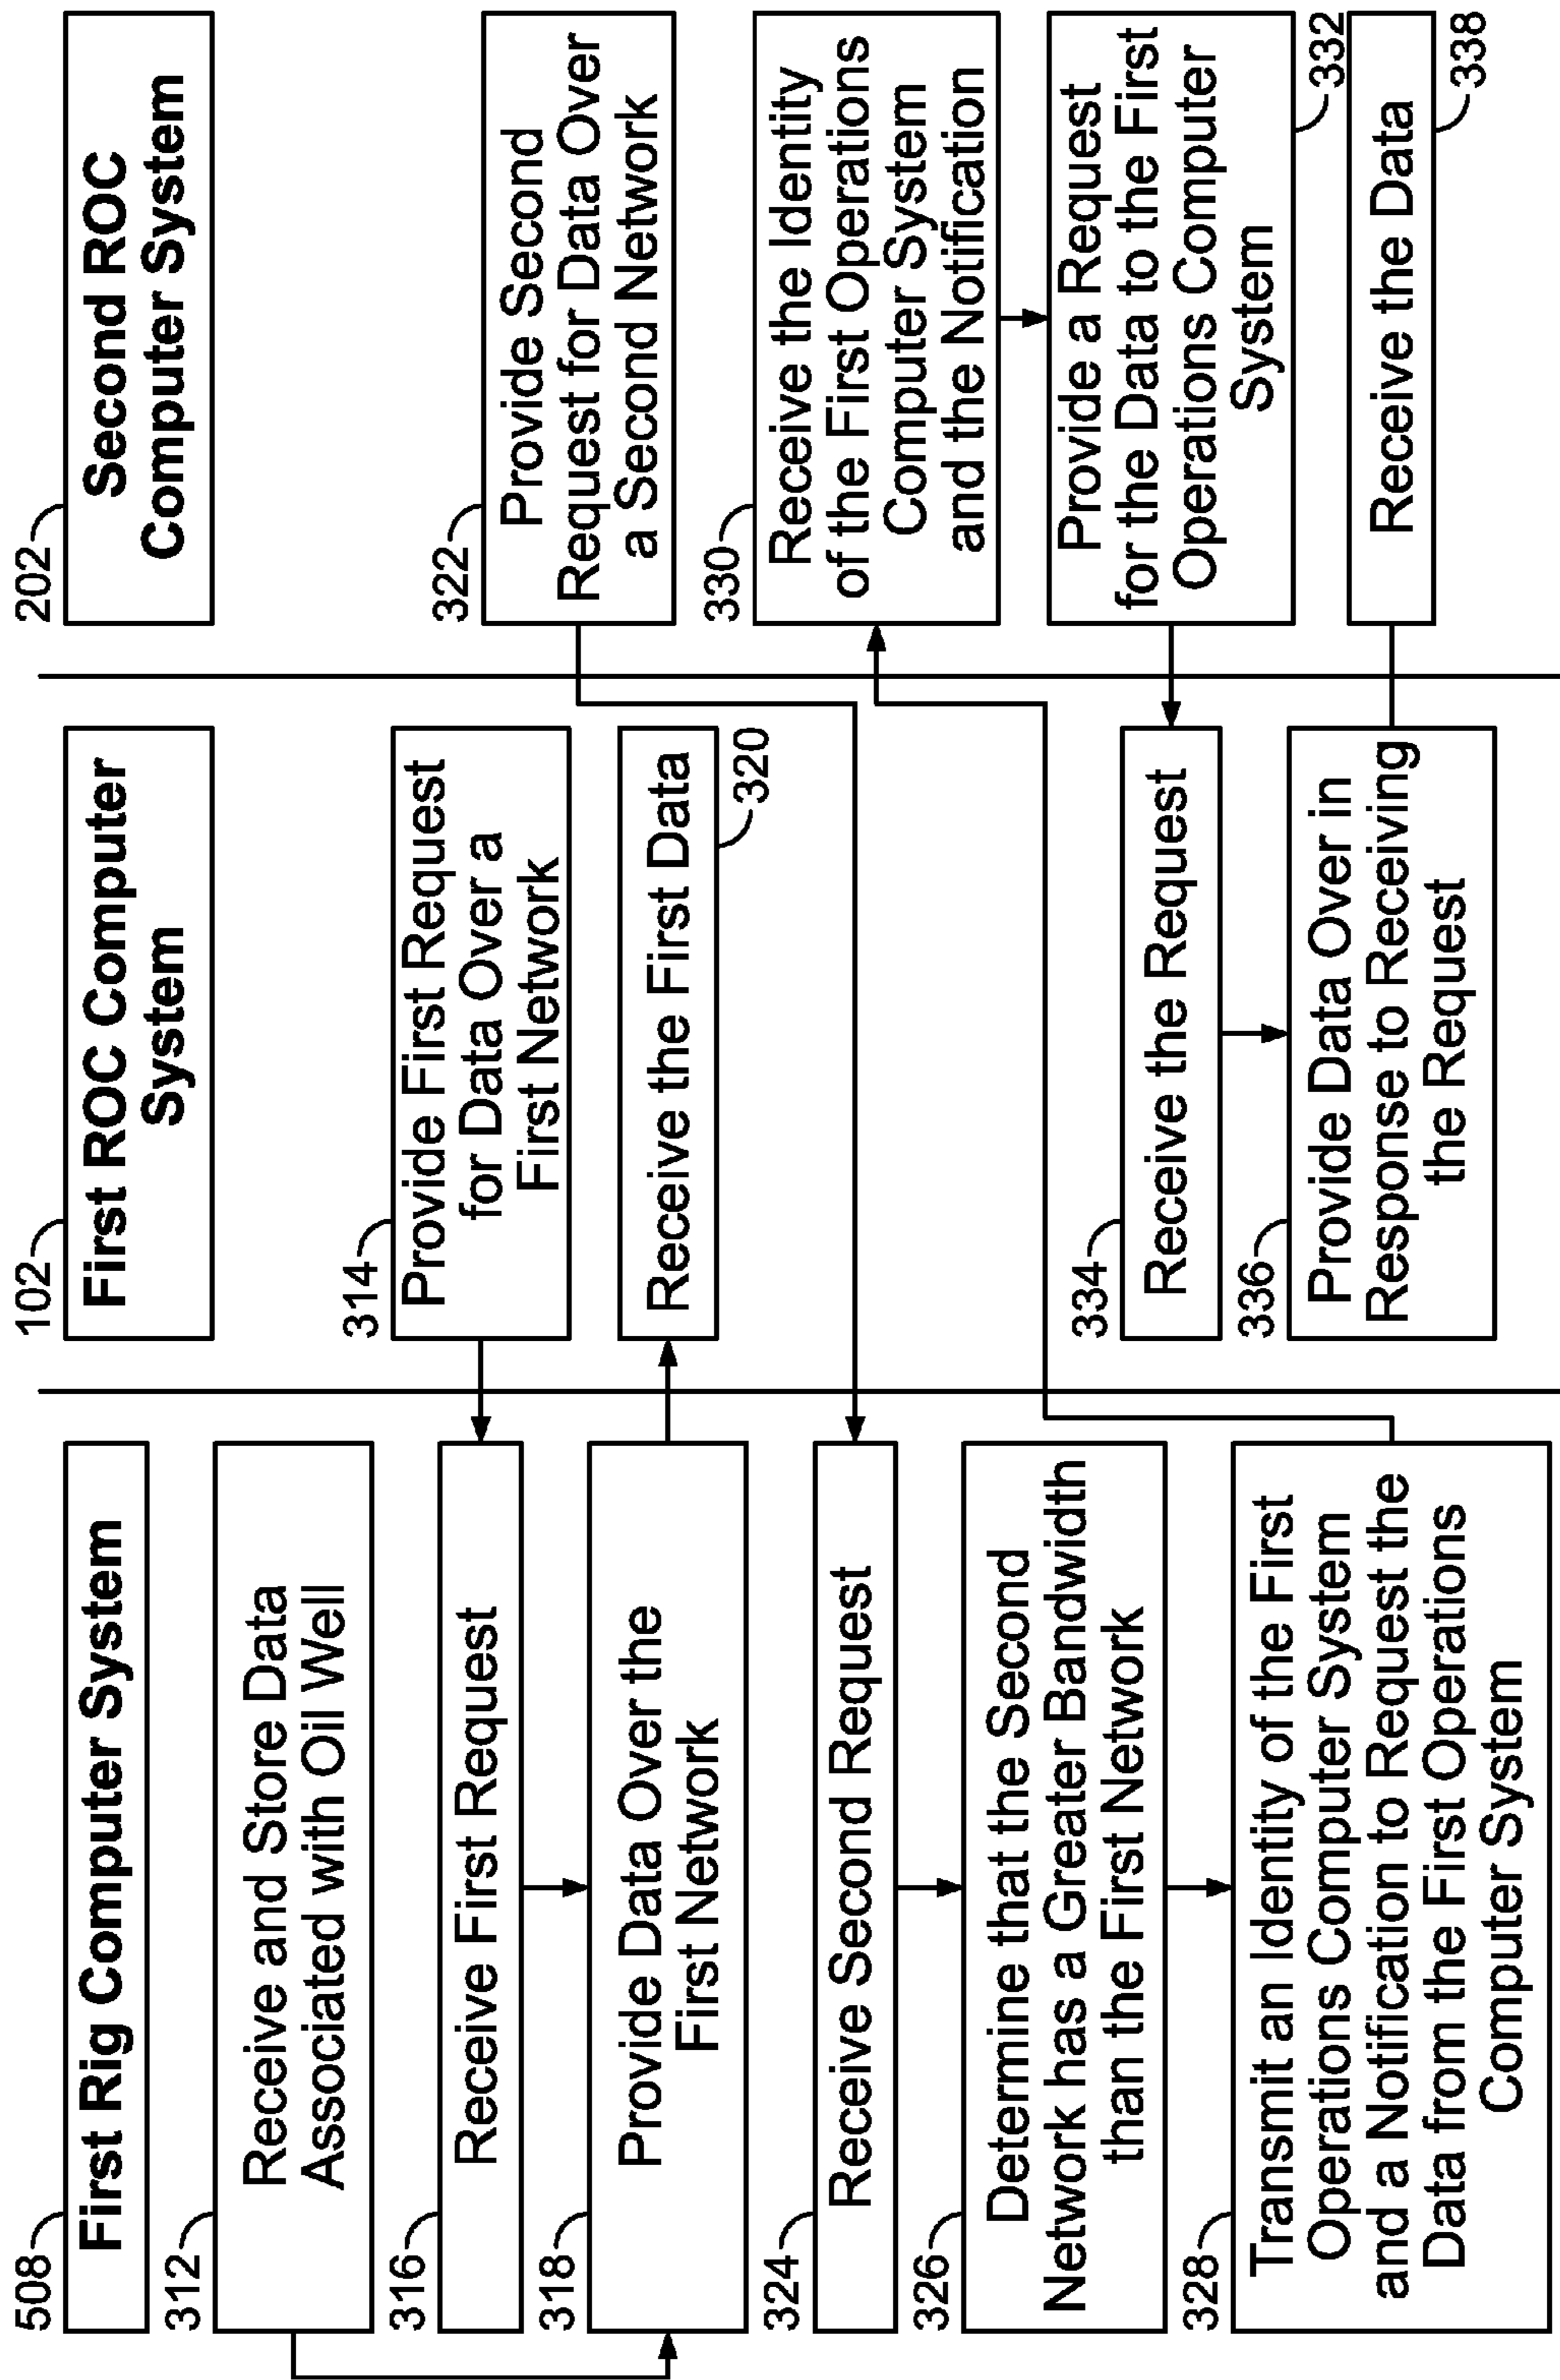 508
First Rig Computer System
312
Receive and Store Data
Associated with Oil Well
316
Receive First Request
318
Provide Data Over the
First Network
324
Receive Second Request
326
Determine that the Second
Network has a Greater Bandwidth
than the First Network
328
Transmit an Identity of the First
Operations Computer System
and a Notification to Request the
Data from the First Operations
Computer System
102
First ROC Computer
System
314
Provide First Request
for Data Over a
First Network
Receive the First Data
320
334
Receive the Request
336
Provide Data Over in
Response to Receiving
the Request
202
Second ROC
Computer System
322
Provide Second
Request for Data Over
a Second Network
330
Receive the Identity
of the First Operations
Computer System
and the Notification
Provide a Request
for the Data to the First
Operations Computer
System
332
Receive the Data
338